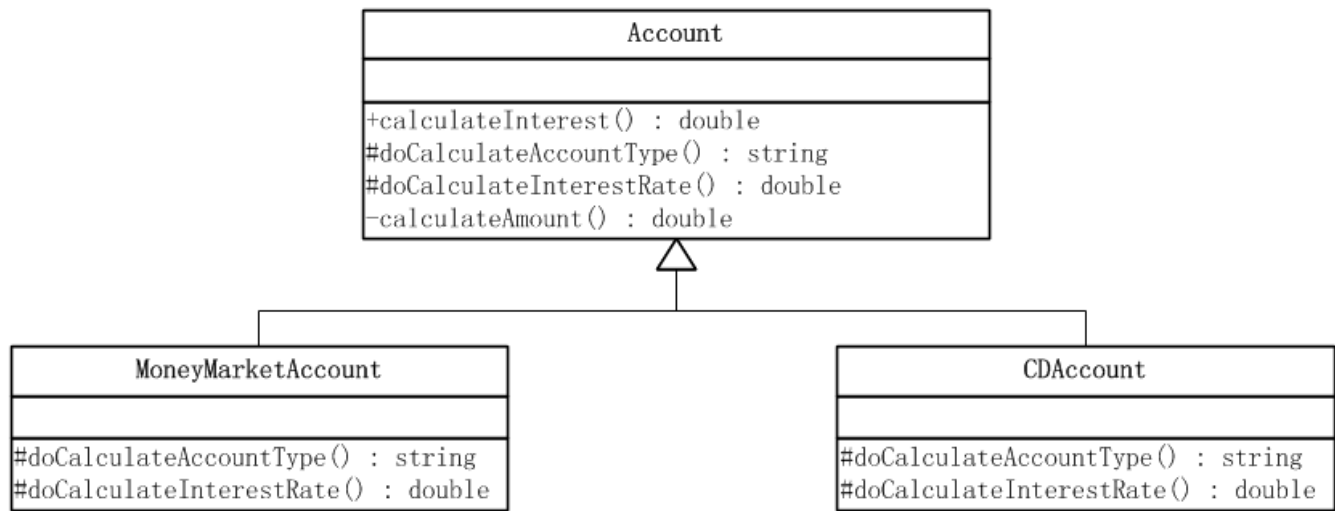 Account
+calculateInterest() : double
#doCalculateAccountType() : string
#doCalculateInterestRate() : double
-calculateAmount() : double
MoneyMarketAccount
#doCalculateAccountType() : string
#doCalculateInterestRate() : double
CDAccount
#doCalculateAccountType() : string
#doCalculateInterestRate() : double